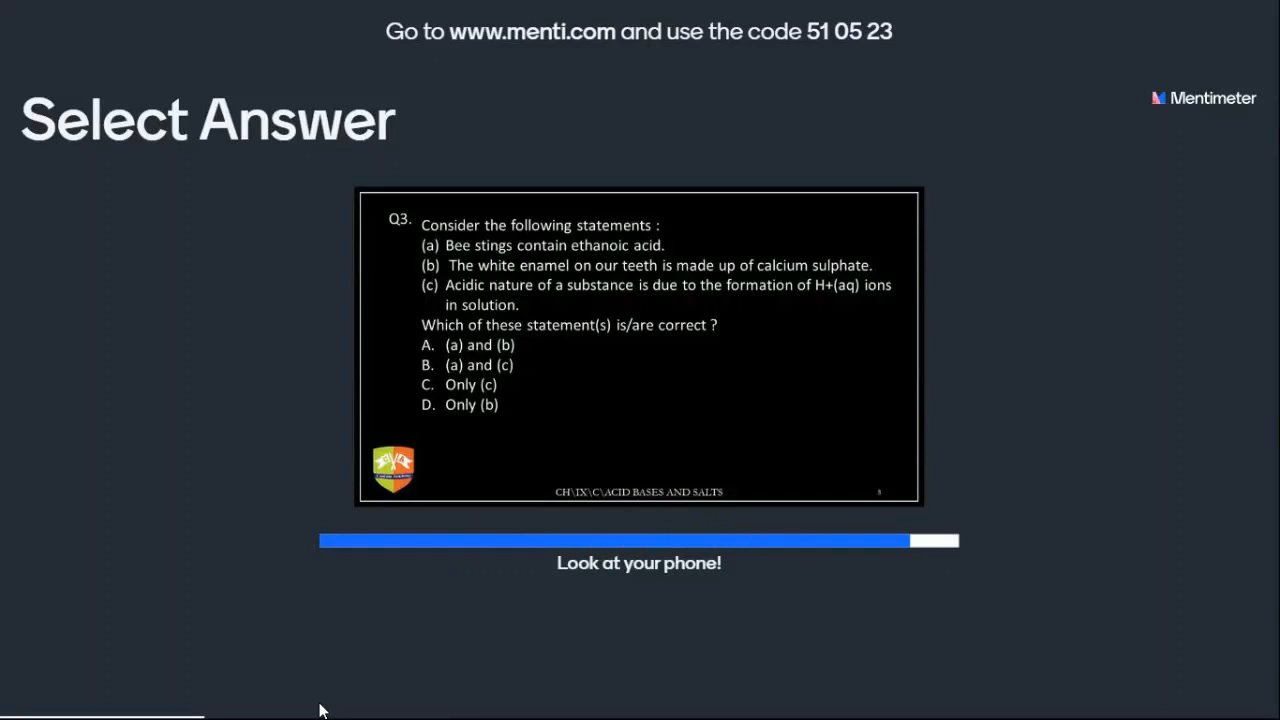 Go to www.menti.com and use the code 51 05 23
Mentimeter
Select Answer
Q3. Consider the following statements :
(a) Bee stings contain ethanoic acid.
(b) The white enamel on our teeth is made up of calcium sulphate.
(c) Acidic nature of a substance is due to the formation of H+(aq) ions
in solution.
Which of these statement(s) is/are correct ?
A. (a) and (b)
B. (a) and (c)
C. Only (c)
D. Only (b)
CH\IX\C\ACID BASES AND SALTS
Look at your phone!